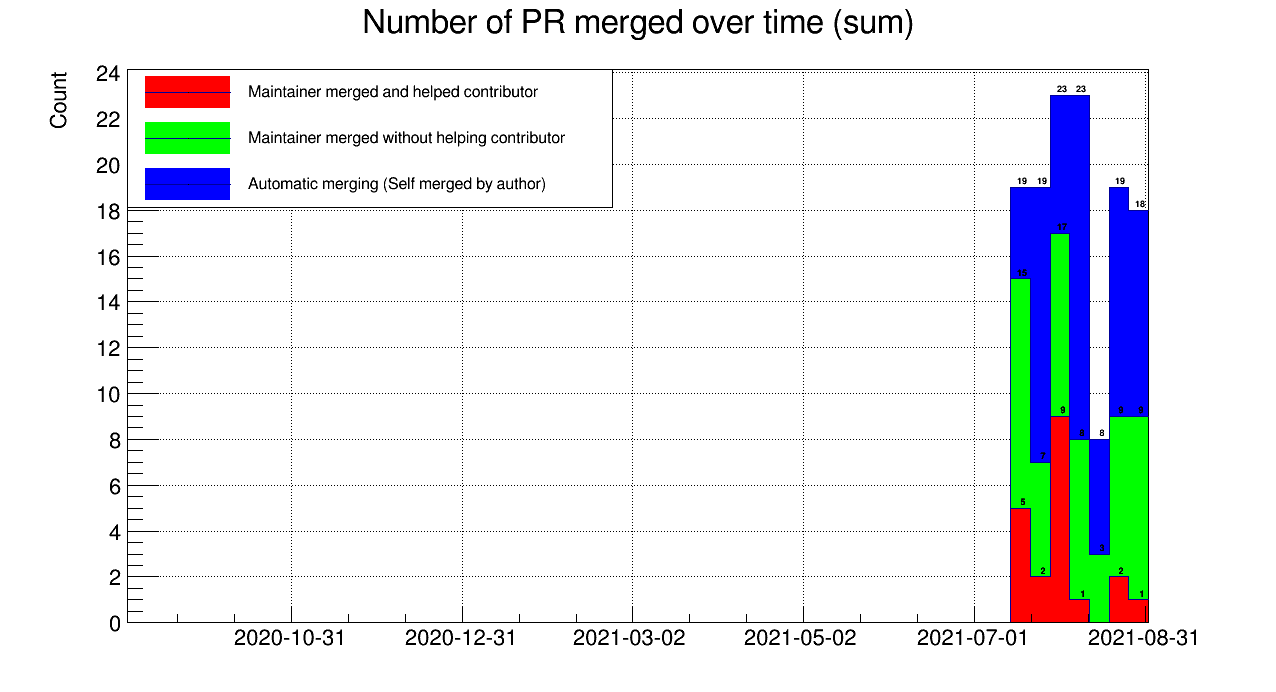 Number of PR merged over time (sum)
Count
24
22
20
18
16
14
12
10
8
6
4
2
0
Maintainer merged and helped contributor
Maintainer merged without helping contributor
Automatic merging (Self merged by author)
23 23
19 19 19
18
17
15
9 9 9
8 8
7
5
3
2 2
1 1
2020-10-31 2020-12-31 2021-03-02 2021-05-02 2021-07-01 2021-08-31